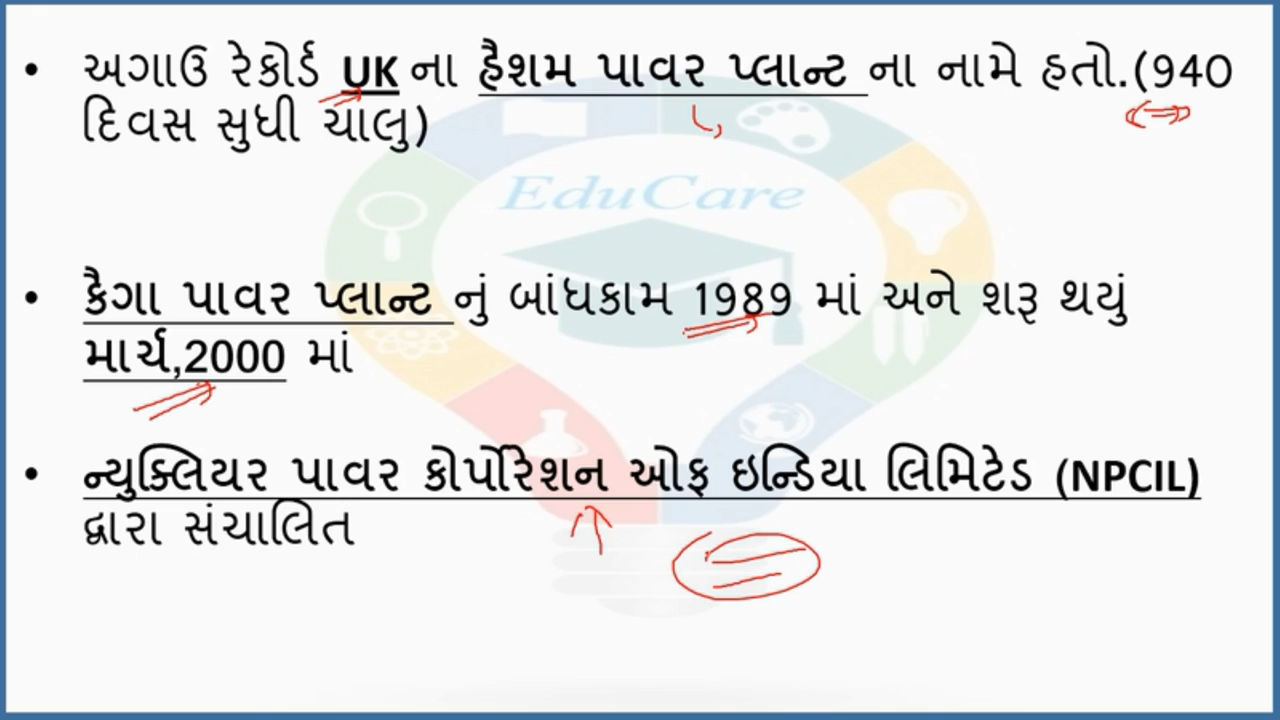 • અગાઉ રેકોર્ડ UK ના હૈશમ પાવર પ્લાન્ટ ના નામે હતો.(940
દિવસ સુધી ચાલુ)
EduCare
• કૈગા પાવર પ્લાન્ટ નું બાંધકામ 1989 માં અને શરૂ થયું
માર્ચ,2000 માં
• ન્યુક્લિયર પાવર કોર્પોરેશન ઓફ ઇન્ડિયા લિમિટેડ (NPCIL)
દ્વારા સંચાલિત